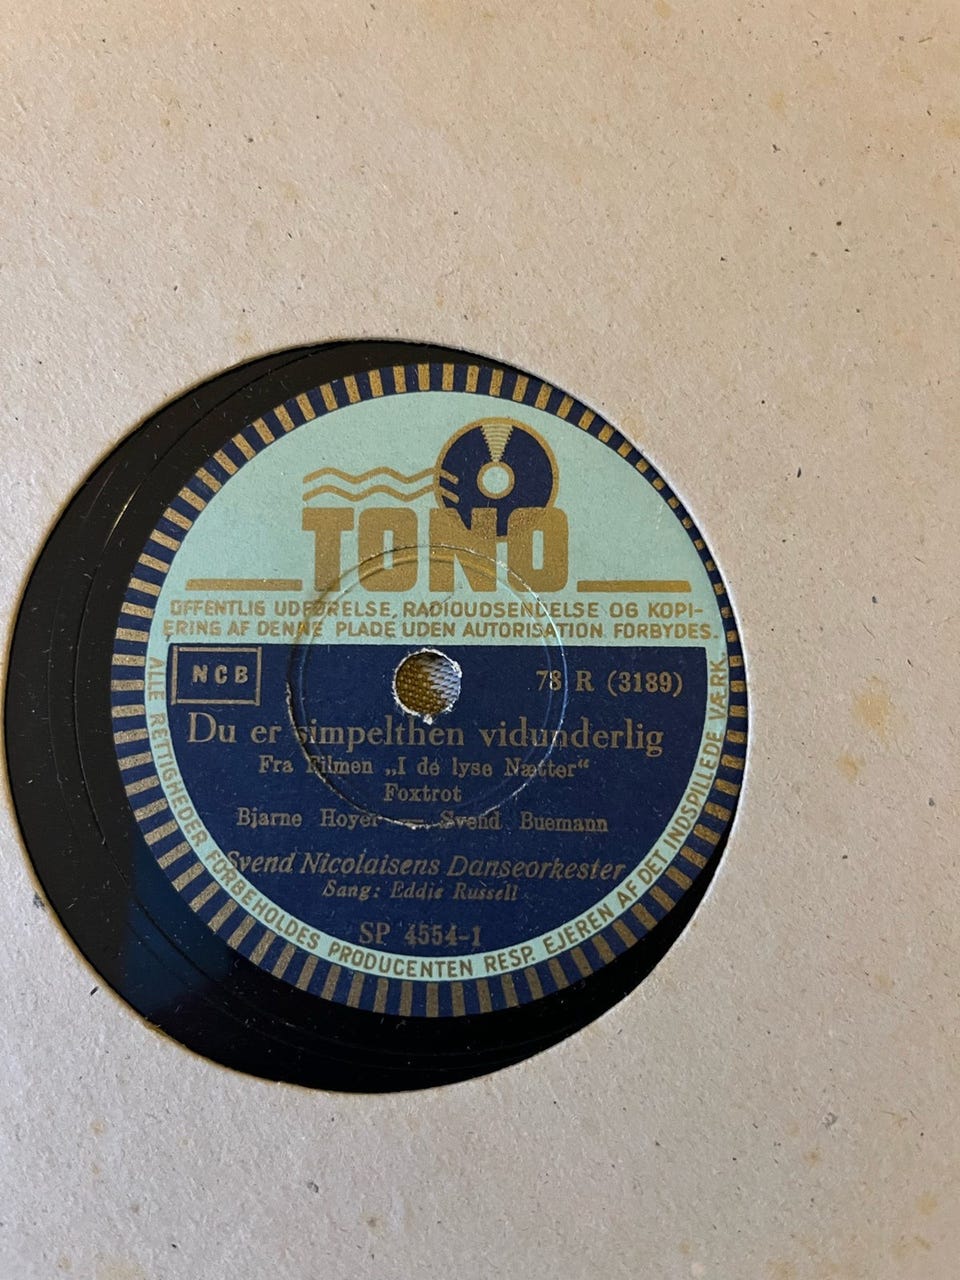 TONO
OFFENTLIG UDFØRELSE, RADIOUDSENDELSE OG KOPI-
ERING AF DENNE PLADE UDEN AUTORISATION FORBYDES.
NCB
78 R (3189)
Du er simpelthen vidunderlig
Fra Filmen „I de lyse Nætter“
Foxtrot
Bjarne Hoyer — Svend Buemann
Svend Nicolaisens Danseorkester
Sang: Eddie Russell
SP 4554-1
ALLE RETTIGHEDER FORBEHOLDES PRODUCENTEN RESP. EJEREN AF DET INDSPILLEDE VÆRK.